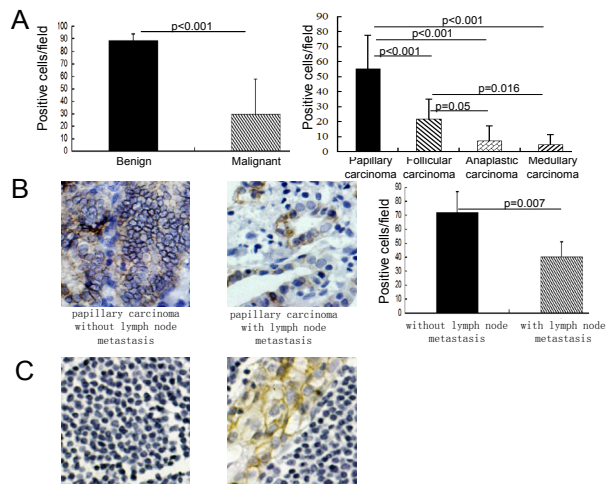 A
Positive cells/field
100
90
80
70
60
50
40
30
20
10
0
p<0.001
Benign Malignant
Positive cells/field
90
80
70
60
50
40
30
20
10
0
p<0.001
p<0.001
p<0.001
p=0.016
p=0.05
Papillary carcinoma
Follicular carcinoma
Anaplastic carcinoma
Medullary carcinoma
B
papillary carcinoma
without lymph node
metastasis
papillary carcinoma
with lymph node
metastasis
Positive cells/field
90
80
70
60
50
40
30
20
10
0
p=0.007
without lymph node
metastasis
with lymph node
metastasis
C